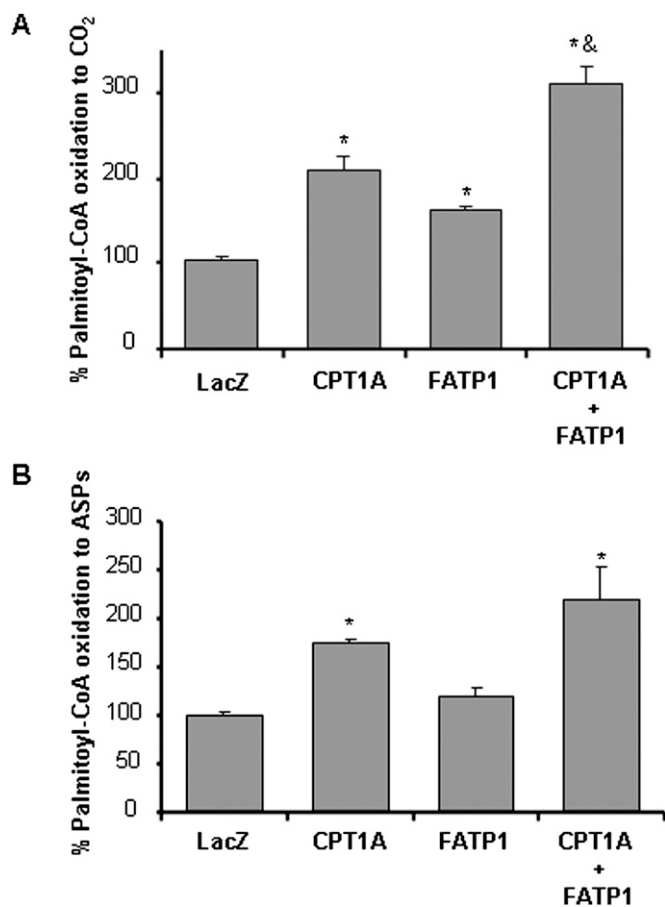 A
% Palmitoyl-CoA oxidation to CO₂
300
200
100
0
*
*
*&
LacZ
CPT1A
FATP1
CPT1A
+
FATP1
B
% Palmitoyl-CoA oxidation to ASPs
300
250
200
150
100
50
0
*
*
LacZ
CPT1A
FATP1
CPT1A
+
FATP1